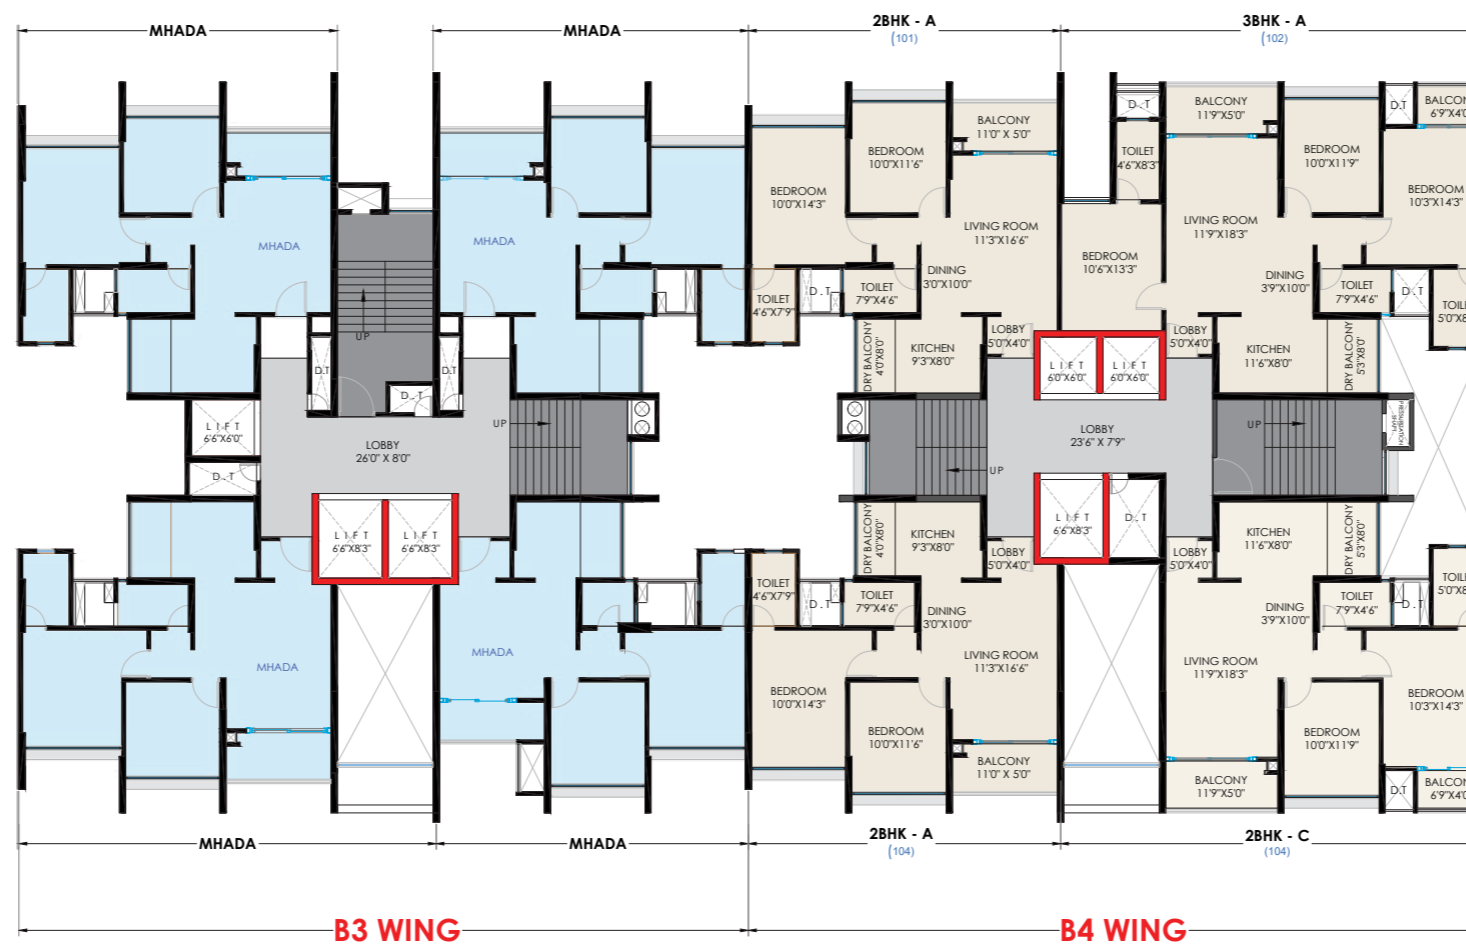 MHADA
MHADA
2BHK - A
(101)
3BHK - A
(102)
D.T
BALCONY
11'9"X5'0"
D.T
BALCONY
11'0" X 5'0"
TOILET
4'6"X8'3"
BEDROOM
10'0"X11'6"
BEDROOM
10'0"X11'9"
BEDROOM
10'0"X14'3"
BEDROOM
10'3"X14'3"
MHADA
MHADA
LIVING ROOM
11'3"X16'6"
LIVING ROOM
11'9"X18'3"
BEDROOM
10'6"X13'3"
DINING
3'0"X10'0"
DINING
3'9"X10'0"
TOILET
4'6"X7'9"
D.T
TOILET
7'9"X4'6"
TOILET
7'9"X4'6"
D.T
UP
LOBBY
5'0"X4'0"
LOBBY
5'0"X4'0"
DRY BALCONY
4'0"X8'0"
KITCHEN
9'3"X8'0"
KITCHEN
11'6"X8'0"
DRY BALCONY
5'3"X8'0"
D.T
D.T
LIFT
6'0"X6'0"
LIFT
6'0"X6'0"
D.T
LIFT
6'6"X6'0"
LOBBY
26'0" X 8'0"
UP
LOBBY
23'6" X 7'9"
UP
UP
D.T
LIFT
6'6"X8'3"
LIFT
6'6"X8'3"
LIFT
6'6"X8'3"
D.T
DRY BALCONY
4'0"X8'0"
KITCHEN
9'3"X8'0"
KITCHEN
11'6"X8'0"
DRY BALCONY
5'3"X8'0"
LOBBY
5'0"X4'0"
LOBBY
5'0"X4'0"
TOILET
4'6"X7'9"
D.T
TOILET
7'9"X4'6"
TOILET
7'9"X4'6"
D.T
DINING
3'0"X10'0"
DINING
3'9"X10'0"
MHADA
MHADA
LIVING ROOM
11'3"X16'6"
LIVING ROOM
11'9"X18'3"
BEDROOM
10'0"X14'3"
BEDROOM
10'3"X14'3"
BEDROOM
10'0"X11'6"
BEDROOM
10'0"X11'9"
BALCONY
11'0" X 5'0"
BALCONY
11'9"X5'0"
D.T
MHADA
MHADA
2BHK - A
(104)
2BHK - C
(104)
B3 WING
B4 WING